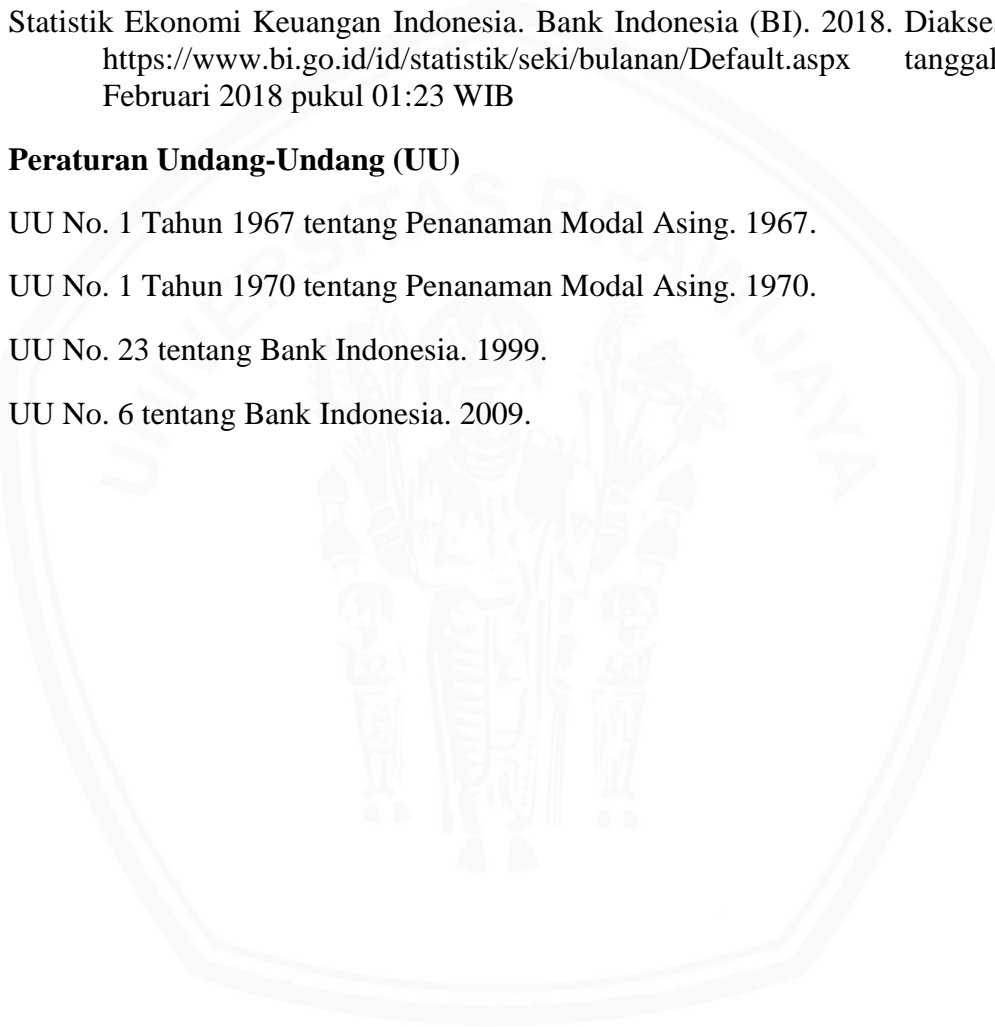 Statistik Ekonomi Keuangan Indonesia. Bank Indonesia (BI). 2018. Diakses
https://www.bi.go.id/id/statistik/seki/bulanan/Default.aspx tanggal
Februari 2018 pukul 01:23 WIB
Peraturan Undang-Undang (UU)
UU No. 1 Tahun 1967 tentang Penanaman Modal Asing. 1967.
UU No. 1 Tahun 1970 tentang Penanaman Modal Asing. 1970.
UU No. 23 tentang Bank Indonesia. 1999.
UU No. 6 tentang Bank Indonesia. 2009.
UNIVERSITAS BRAWIJAYA